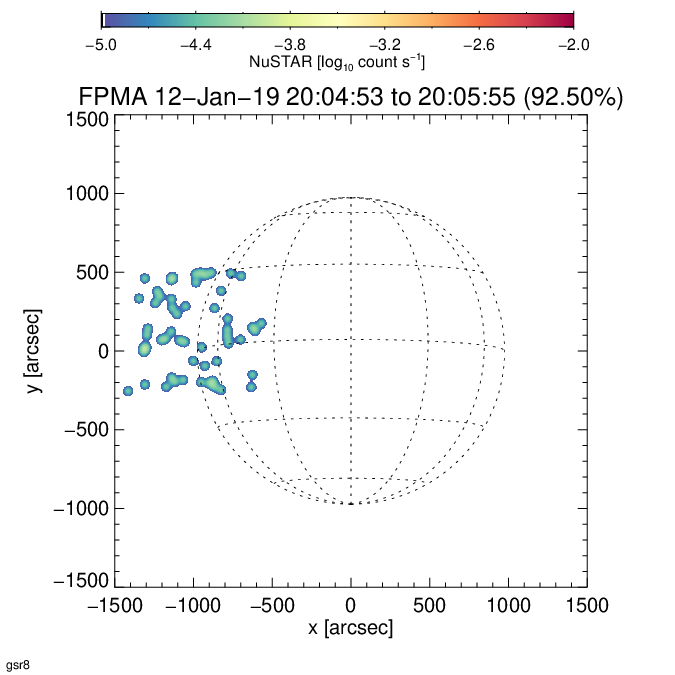 −5.0 −4.4 −3.8 −3.2 −2.6 −2.0
NuSTAR [log10 count s−1]
FPMA 12−Jan−19 20:04:53 to 20:05:55 (92.50%)
1500
1000
500
0
−500
−1000
−1500
y [arcsec]
−1500 −1000 −500 0 500 1000 1500
x [arcsec]
gsr8